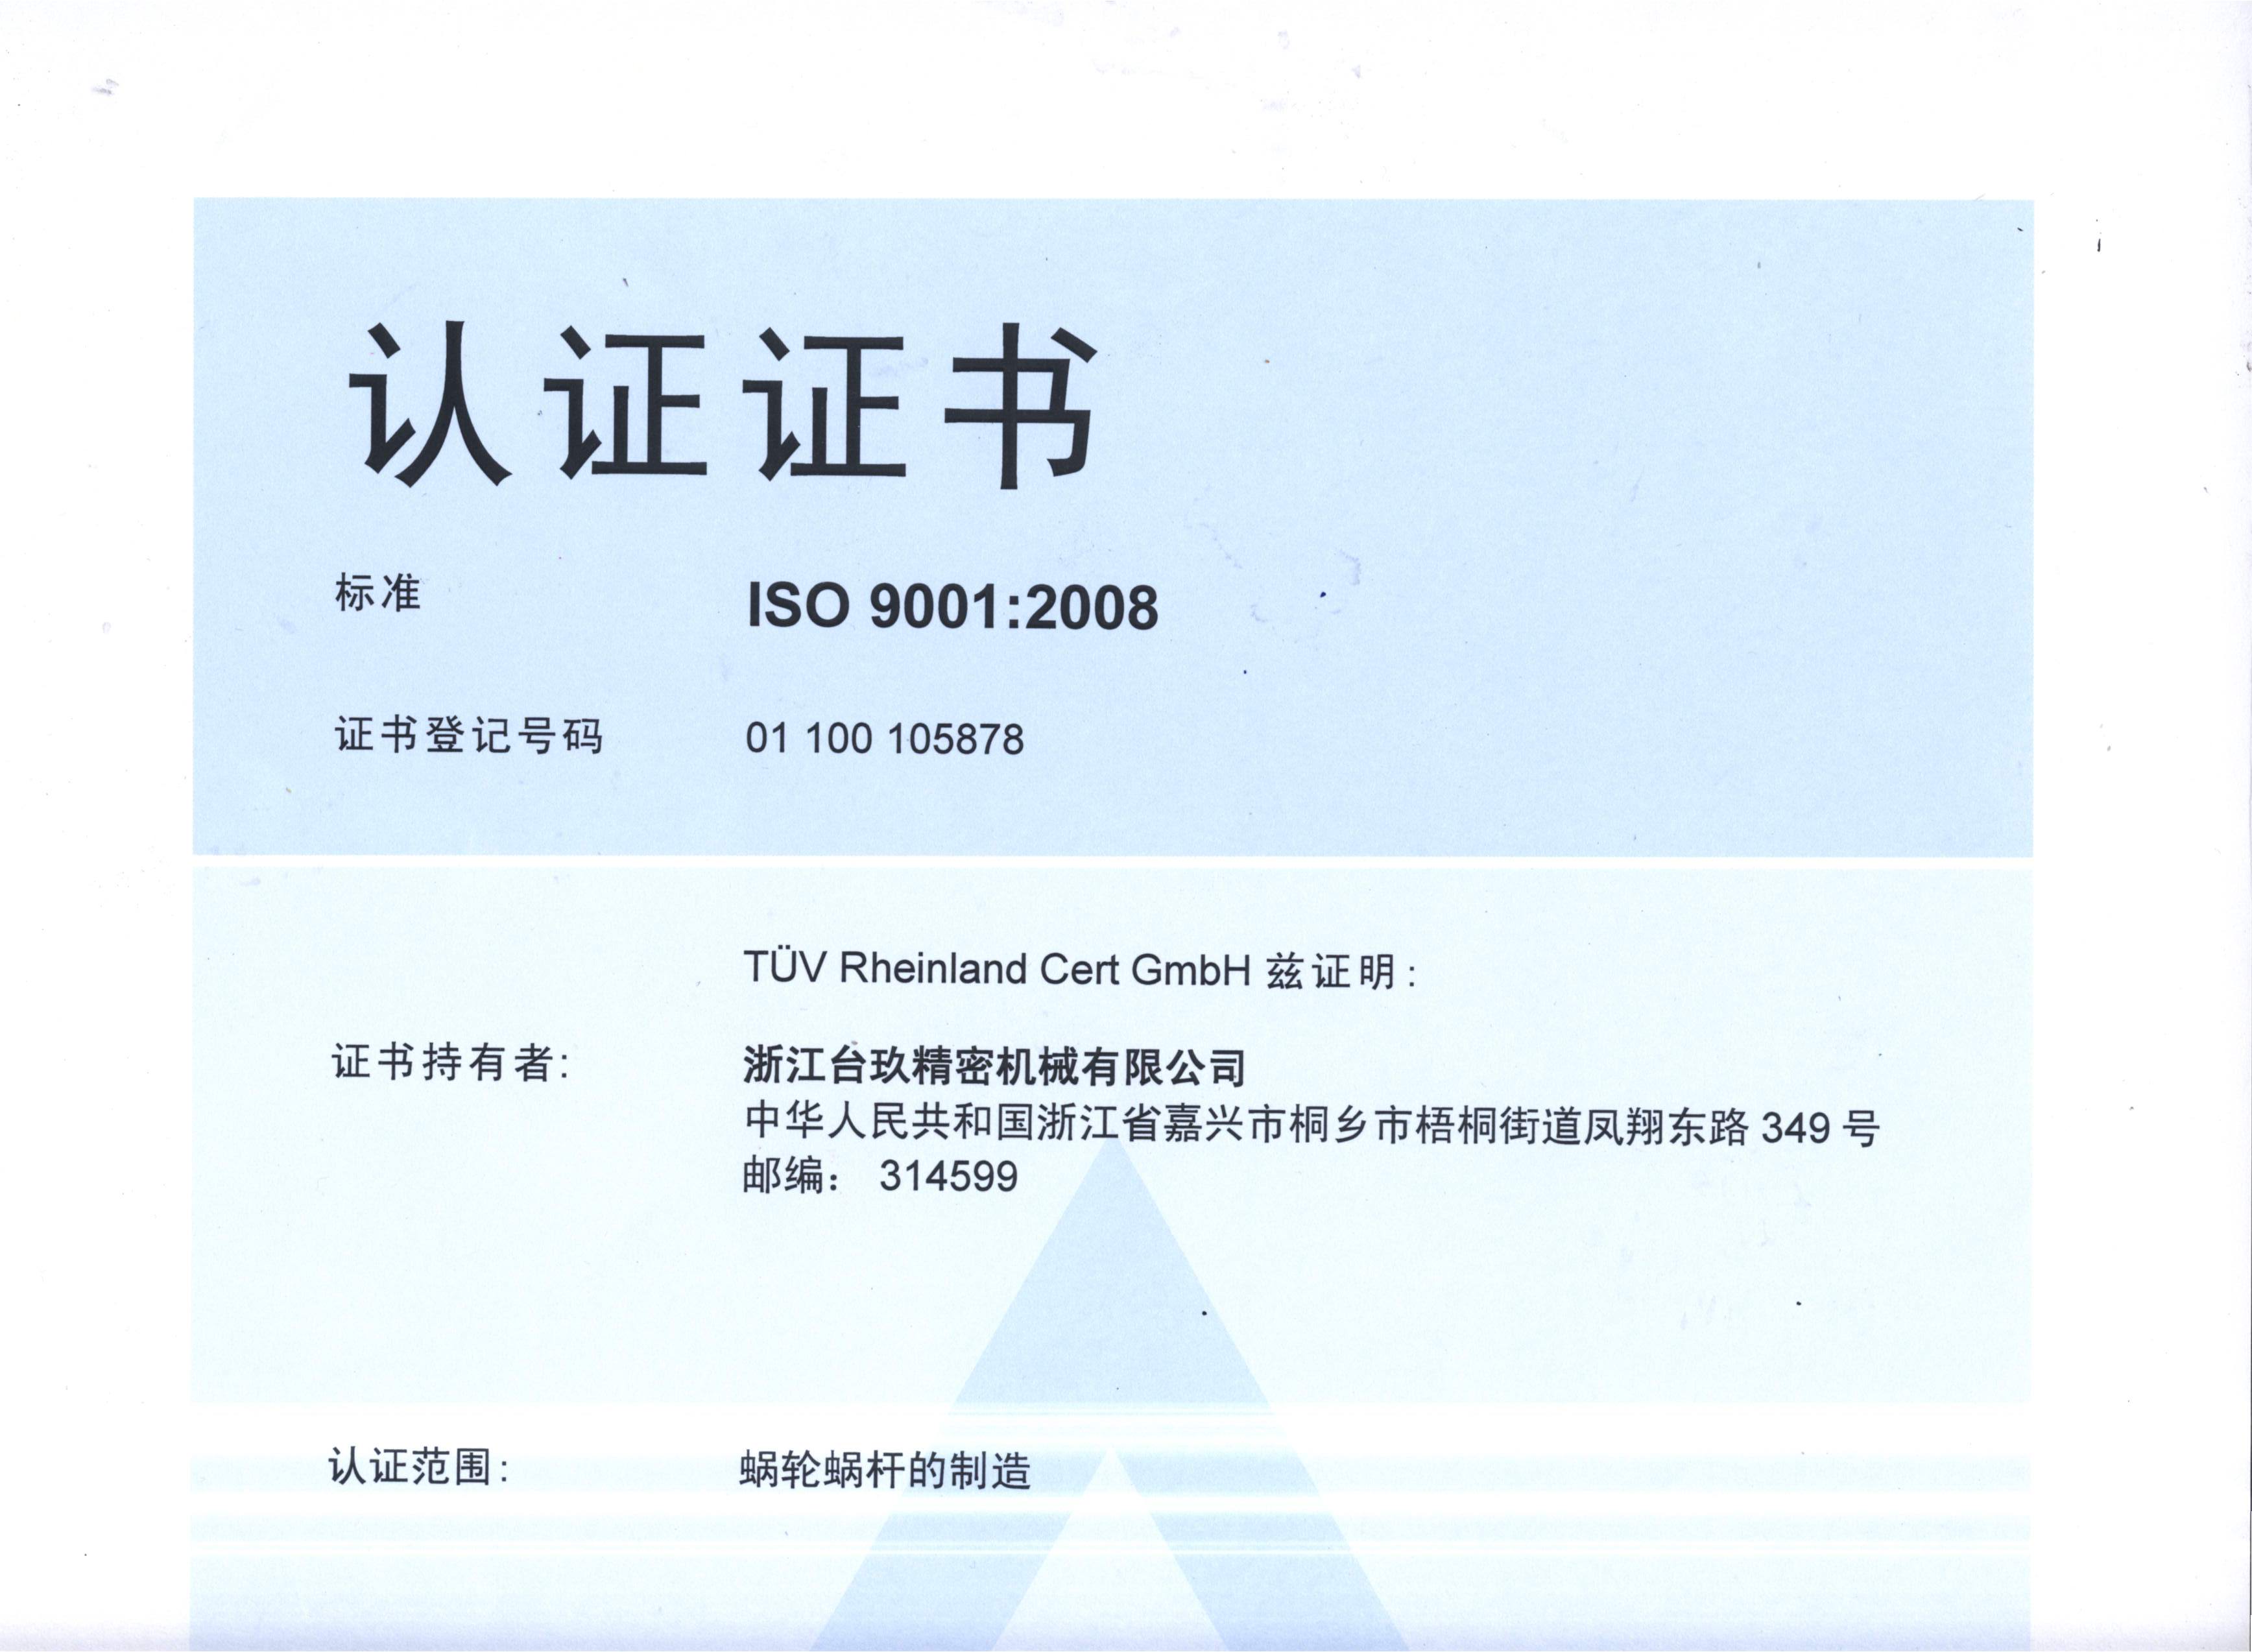 认证证书
标准 ISO 9001:2008
证书登记号码 01 100 105878
TÜV Rheinland Cert GmbH 兹证明:
证书持有者: 浙江台玖精密机械有限公司
中华人民共和国浙江省嘉兴市桐乡市梧桐街道凤翔东路 349 号
邮编： 314599
认证范围: 蜗轮蜗杆的制造